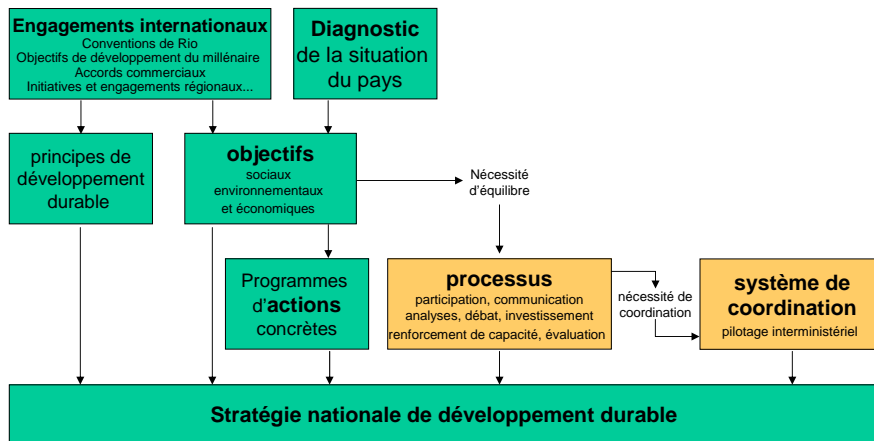 Engagements internationaux
Conventions de Rio
Objectifs de développement du millénaire
Accords commerciaux
Initiatives et engagements régionaux...
Diagnostic
de la situation
du pays
principes de
développement
durable
objectifs
sociaux
environnementaux
et économiques
Nécessité
d'équilibre
Programmes
d'actions
concrètes
processus
participation, communication
analyses, débat, investissement
renforcement de capacité, évaluation
nécessité de
coordination
système de
coordination
pilotage interministériel
Stratégie nationale de développement durable